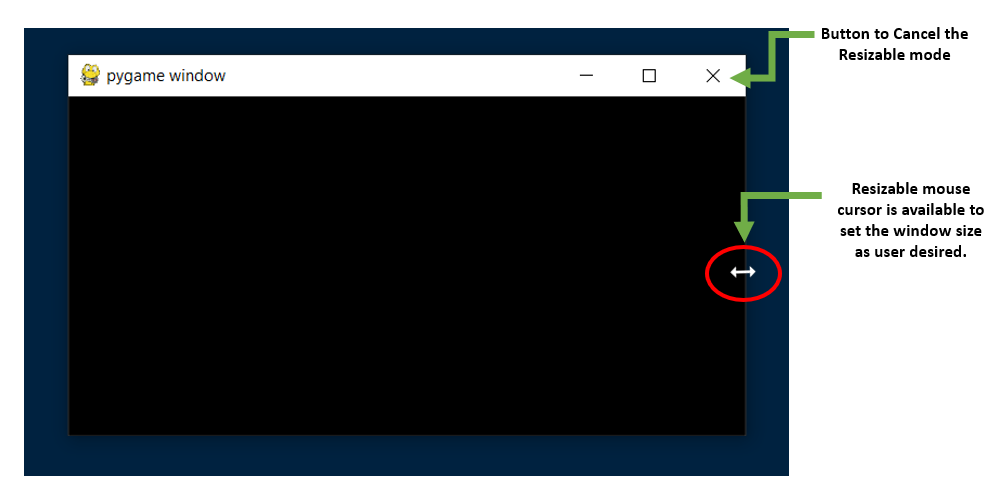 Button to Cancel the
Resizable mode
pygame window
Resizable mouse
cursor is available to
set the window size
as user desired.